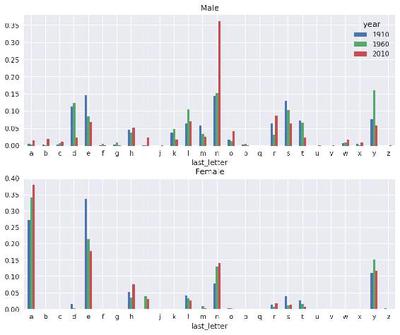 Male
0.35
0.30
0.25
0.20
0.15
0.10
0.05
0.00
year
1910
1960
2010
a b c d e f g h j k l m n o p q r s t u v w x y z
last_letter
Female
0.40
0.35
0.30
0.25
0.20
0.15
0.10
0.05
0.00
a b c d e f g h j k l m n o p q r s t u v w x y z
last_letter